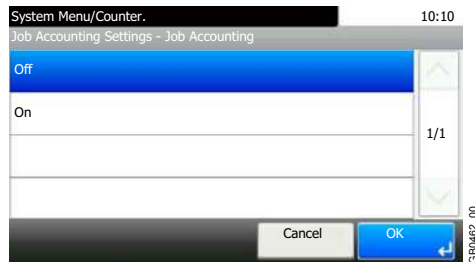 System Menu/Counter. 10:10
Job Accounting Settings - Job Accounting
Off
On
1/1
Cancel OK
GB0462_00